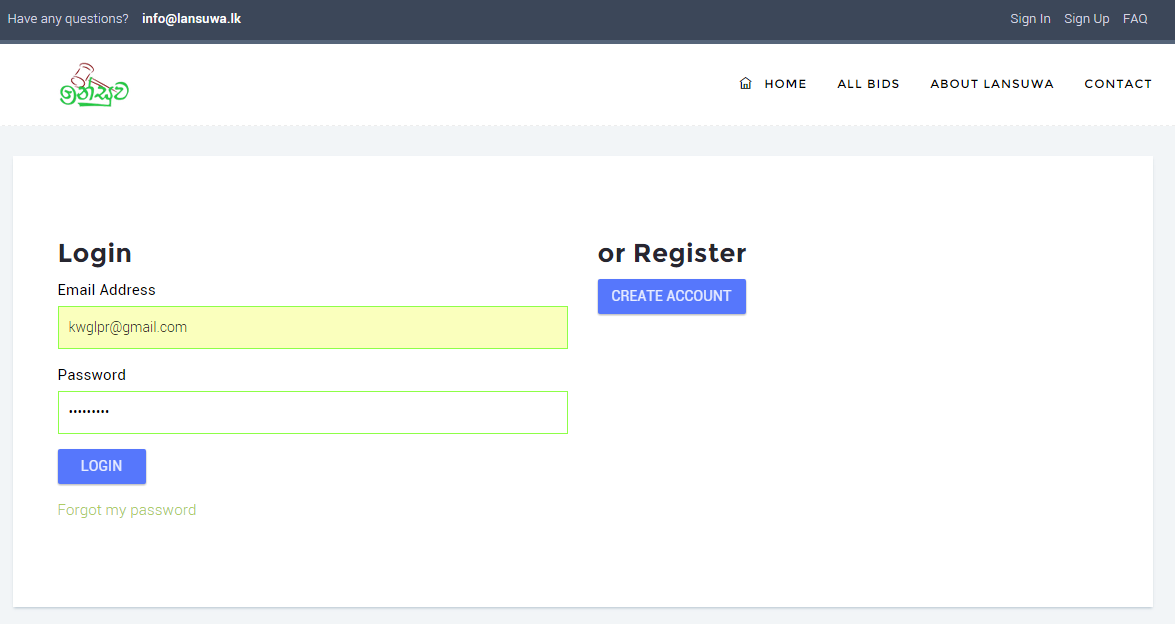 Have any questions? info@lansuwa.lk Sign In Sign Up FAQ
ලන්සුව
HOME ALL BIDS ABOUT LANSUWA CONTACT
Login
Email Address
kwglpr@gmail.com
Password
•••••••••
LOGIN
Forgot my password
or Register
CREATE ACCOUNT